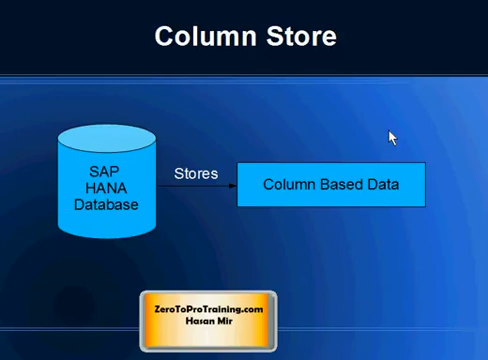 Column Store
SAP
HANA
Database
Stores
Column Based Data
ZeroToProTraining.com
Hasan Mir